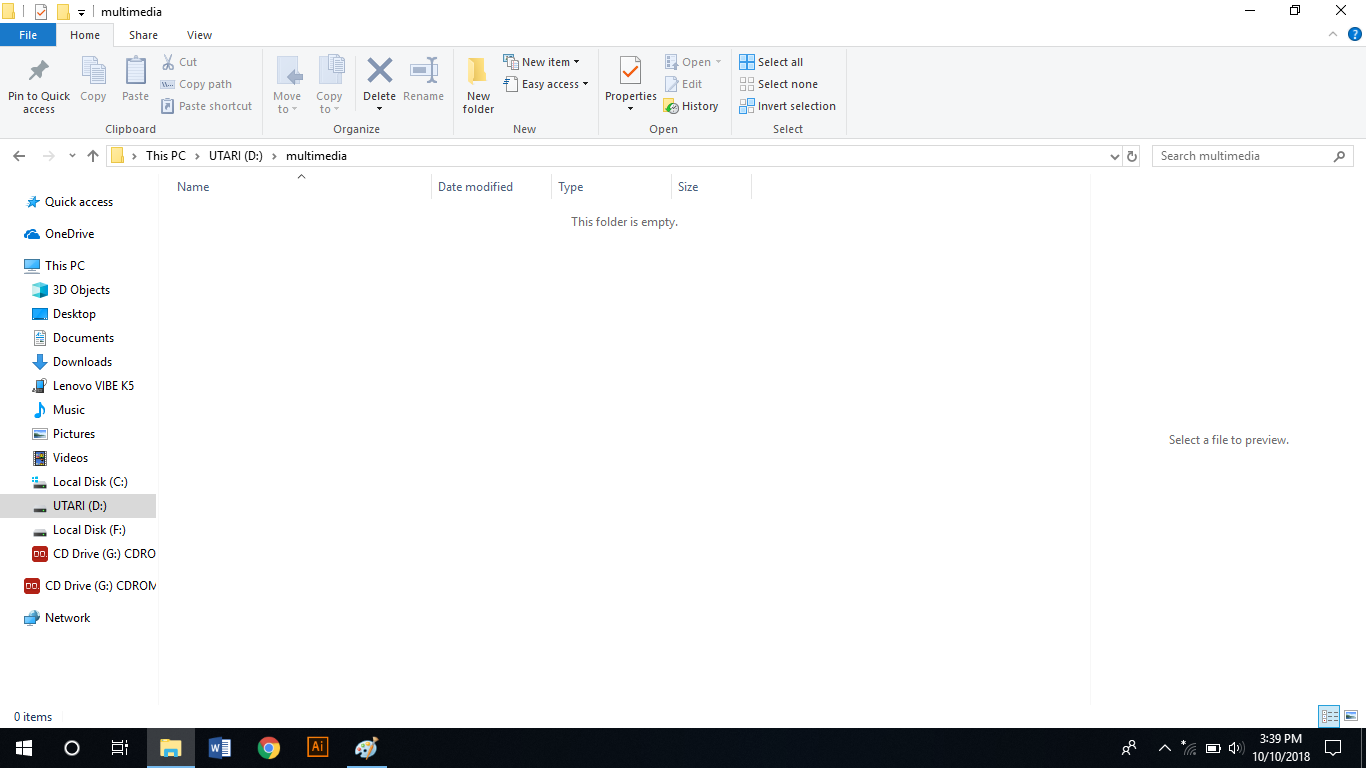 multimedia
File Home Share View
Pin to Quick access
Copy
Paste
Cut
Copy path
Paste shortcut
Clipboard
Move to
Copy to
Delete
Rename
Organize
New folder
New item
Easy access
New
Properties
Open
Edit
History
Open
Select all
Select none
Invert selection
Select
This PC UTARI (D:) multimedia
Search multimedia
Name Date modified Type Size
This folder is empty.
Quick access
OneDrive
This PC
3D Objects
Desktop
Documents
Downloads
Lenovo VIBE K5
Music
Pictures
Videos
Local Disk (C:)
UTARI (D:)
Local Disk (F:)
CD Drive (G:) CDRO
CD Drive (G:) CDROM
Network
Select a file to preview.
0 items
W
Ai
3:39 PM
10/10/2018